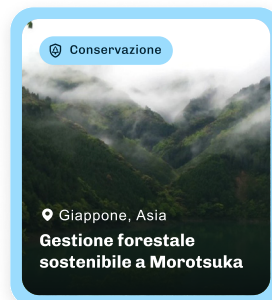 Conservazione
Giappone, Asia
Gestione forestale
sostenibile a Morotsuka